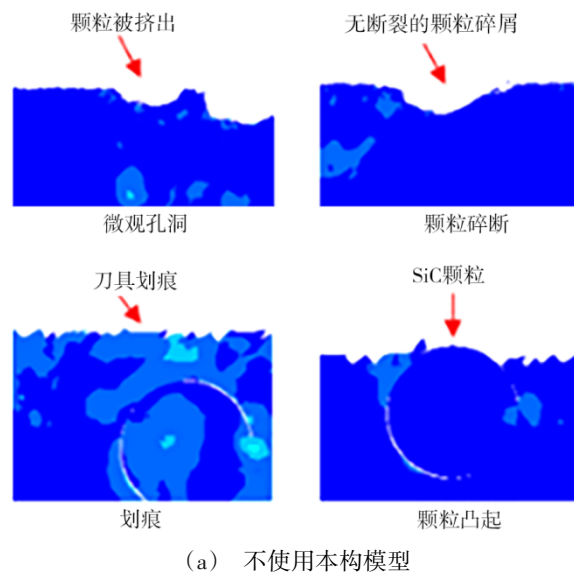 颗粒被挤出
无断裂的颗粒碎屑
微观孔洞
颗粒碎断
刀具划痕
SiC颗粒
划痕
颗粒凸起
(a) 不使用本构模型